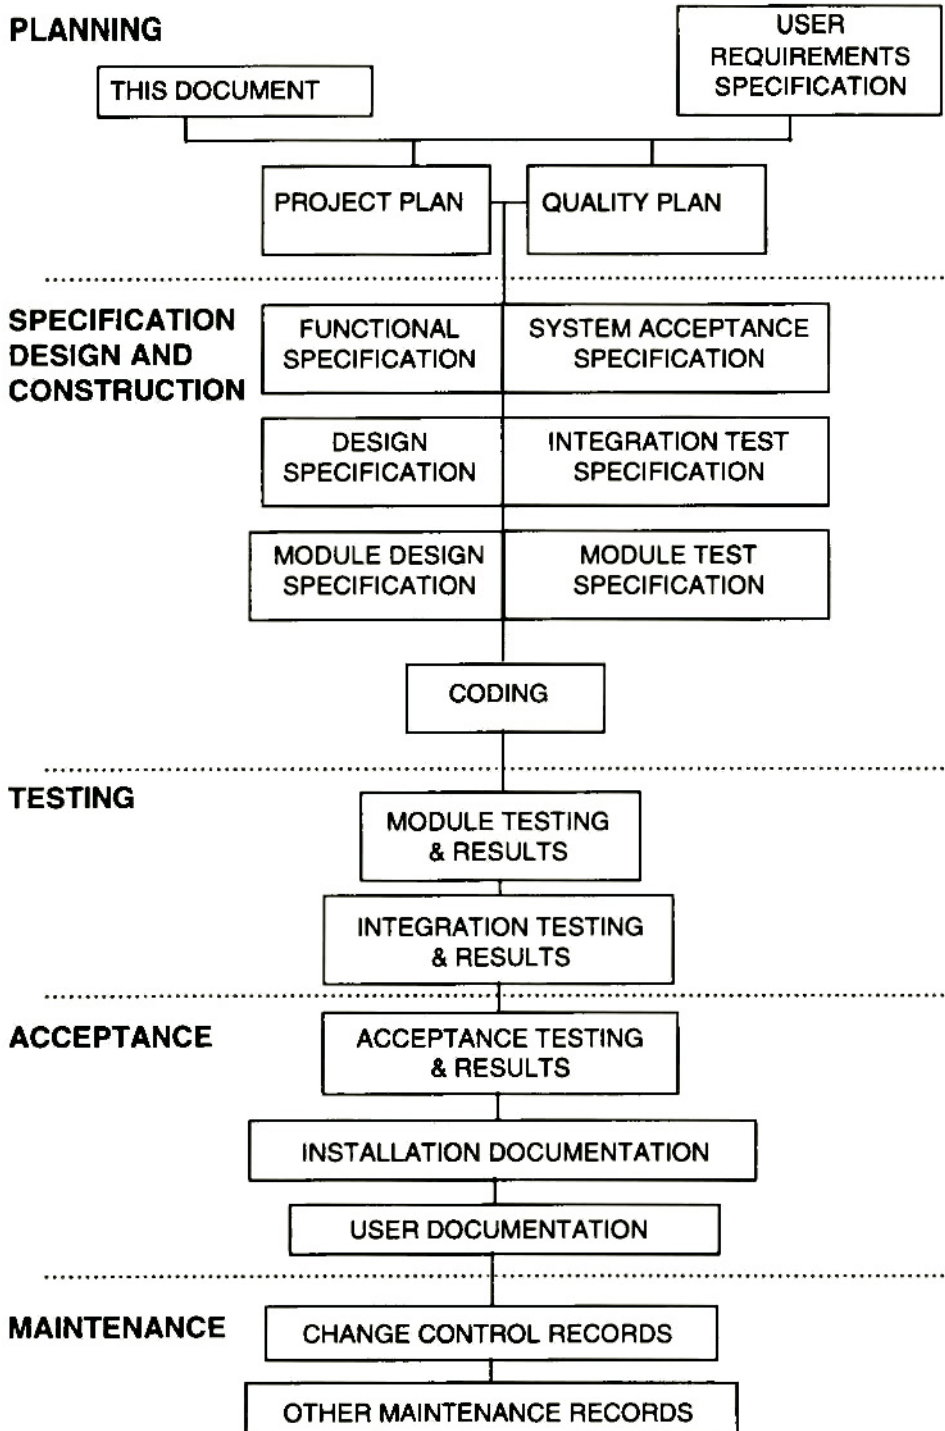 PLANNING
THIS DOCUMENT
USER
REQUIREMENTS
SPECIFICATION
PROJECT PLAN
QUALITY PLAN
SPECIFICATION
DESIGN AND
CONSTRUCTION
FUNCTIONAL
SPECIFICATION
SYSTEM ACCEPTANCE
SPECIFICATION
DESIGN
SPECIFICATION
INTEGRATION TEST
SPECIFICATION
MODULE DESIGN
SPECIFICATION
MODULE TEST
SPECIFICATION
CODING
TESTING
MODULE TESTING
& RESULTS
INTEGRATION TESTING
& RESULTS
ACCEPTANCE
ACCEPTANCE TESTING
& RESULTS
INSTALLATION DOCUMENTATION
USER DOCUMENTATION
MAINTENANCE
CHANGE CONTROL RECORDS
OTHER MAINTENANCE RECORDS